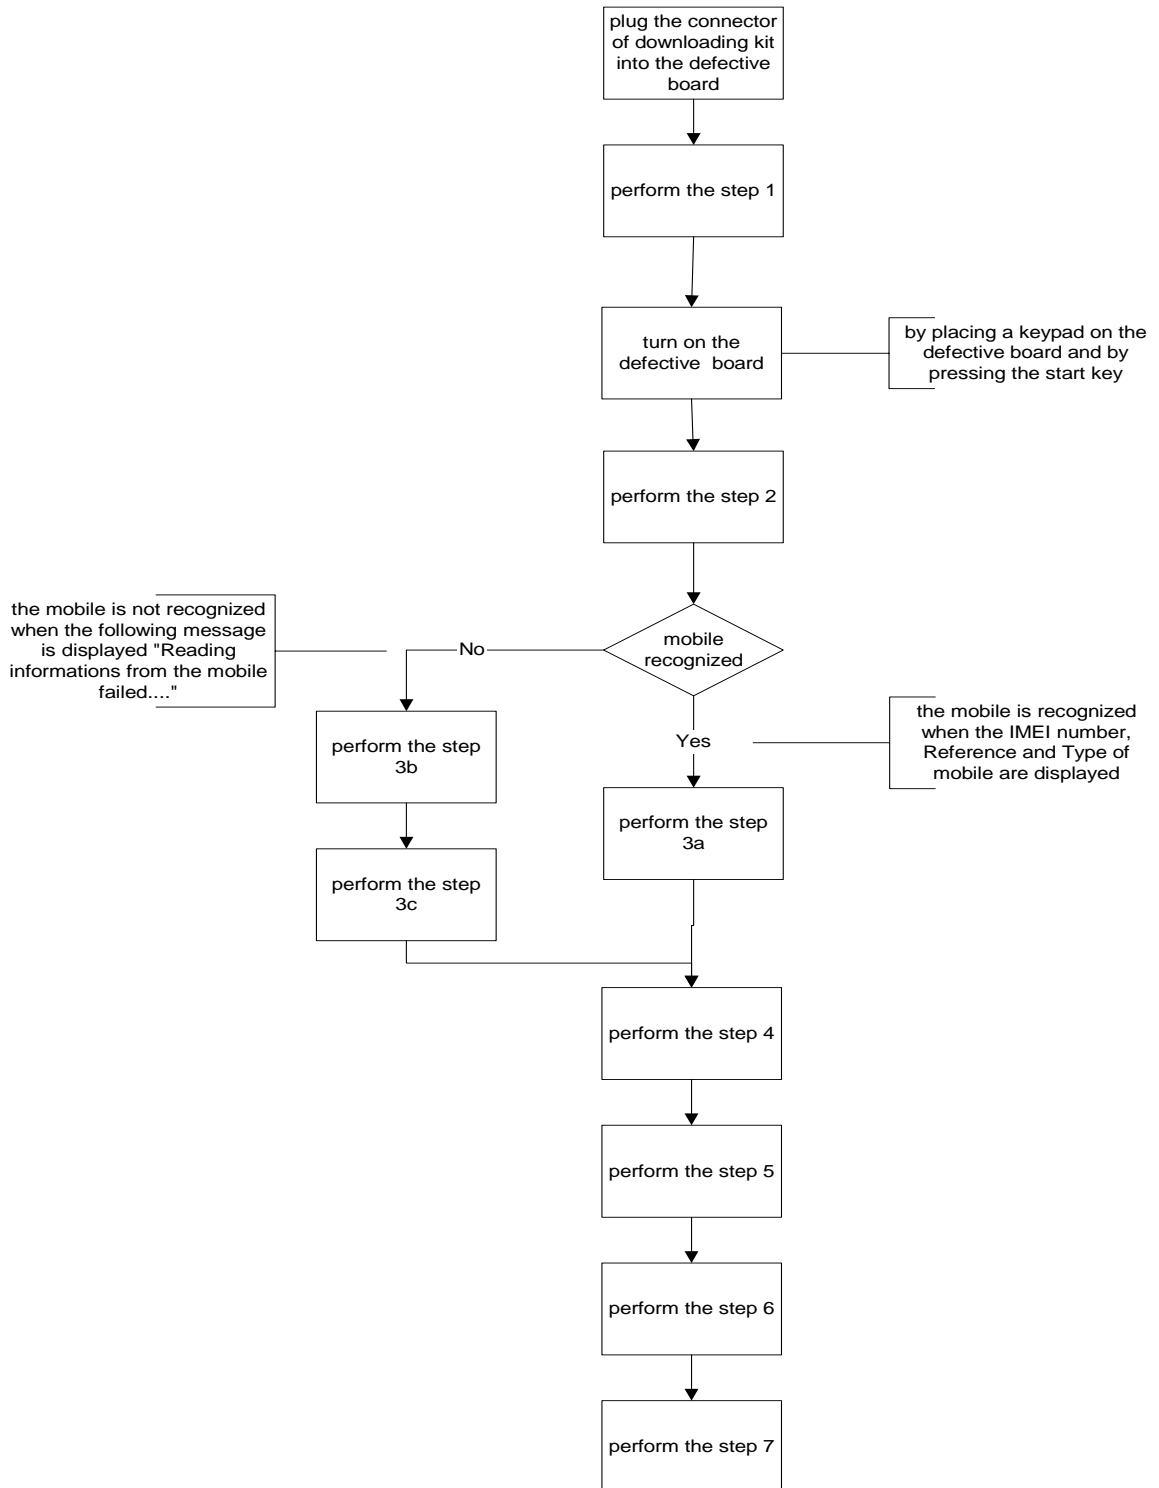 plug the connector
of downloading kit
into the defective
board
perform the step 1
turn on the
defective  board
by placing a keypad on the
defective board and by
pressing the start key
perform the step 2
the mobile is not recognized
when the following message
is displayed "Reading
informations from the mobile
failed...."
No
mobile
recognized
the mobile is recognized
when the IMEI number,
Reference and Type of
mobile are displayed
Yes
perform the step
3b
perform the step
3a
perform the step
3c
perform the step 4
perform the step 5
perform the step 6
perform the step 7